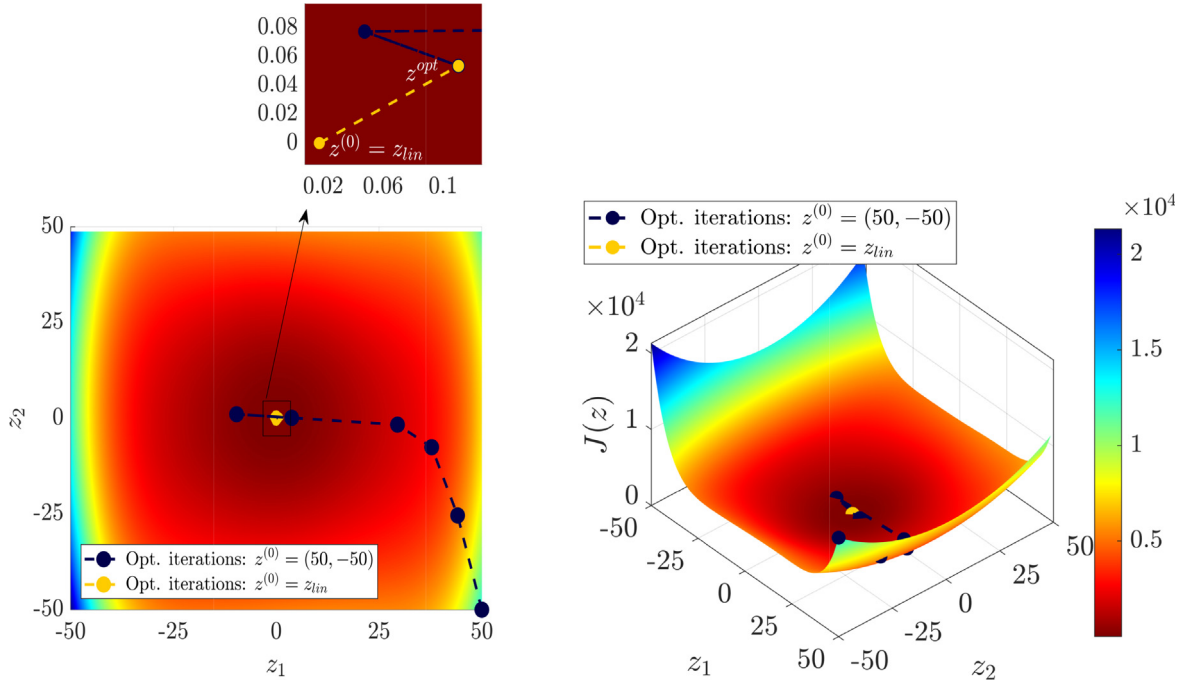 0.08
0.06
0.04
0.02
0
z^{opt}
z^{(0)} = z_{lin}
0.02 0.06 0.1
50
25
0
-25
-50
z_2
Opt. iterations: z^{(0)} = (50, −50)
Opt. iterations: z^{(0)} = z_{lin}
-50 -25 0 25 50
z_1
Opt. iterations: z^{(0)} = (50, −50)
Opt. iterations: z^{(0)} = z_{lin}
×10^4
2
1
0
J(z)
-50
-25
0
25
50
z_1
-50
-25
0
25
50
z_2
×10^4
2
1.5
1
0.5